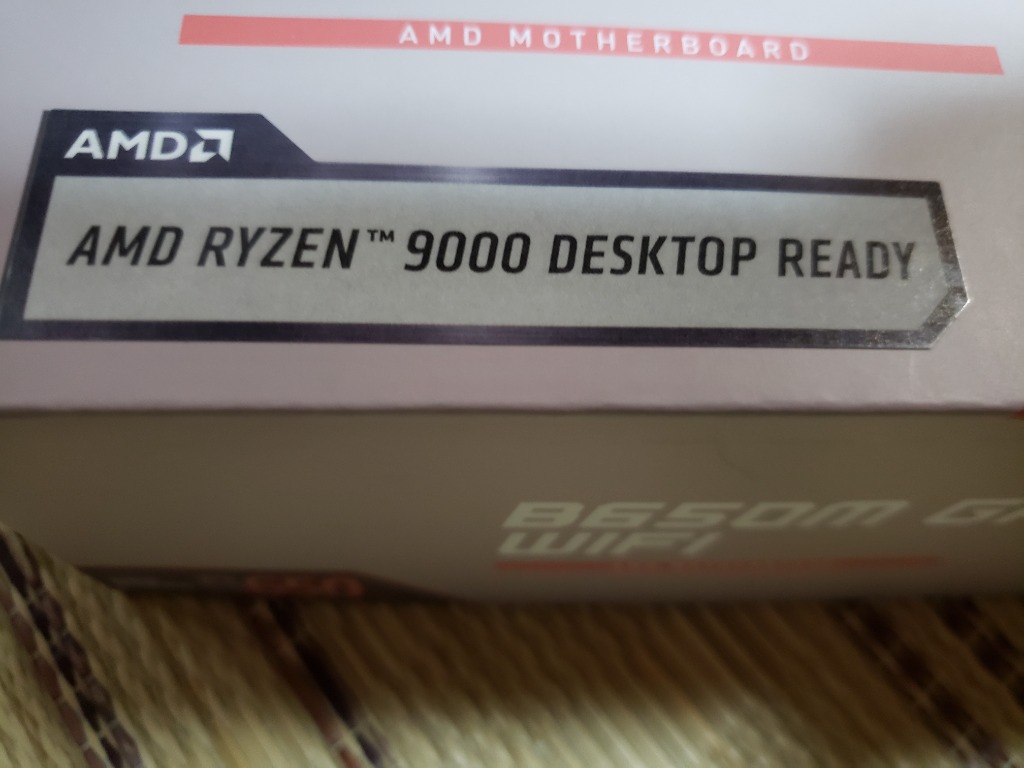 AMD MOTHERBOARD
AMD
AMD RYZEN™ 9000 DESKTOP READY
B650M
WIFI